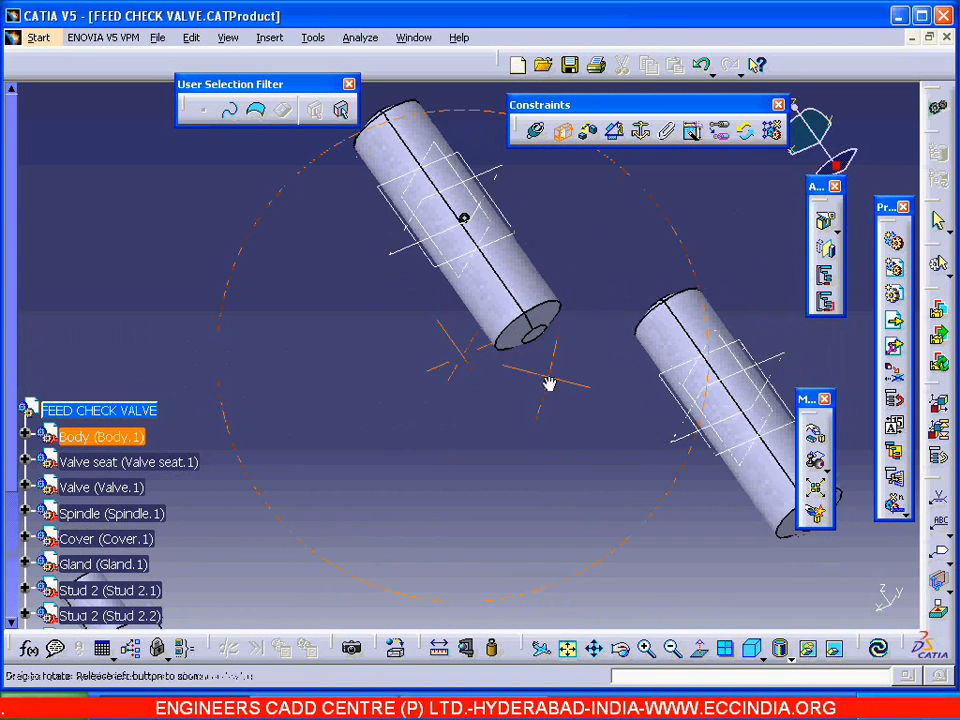 CATIA V5 - [FEED CHECK VALVE.CATProduct]
Start ENOVIA V5 VPM File Edit View Insert Tools Analyze Window Help
User Selection Filter
Constraints
A...
Pr...
M...
z
FEED CHECK VALVE
Body (Body.1)
Valve seat (Valve seat.1)
Valve (Valve.1)
Spindle (Spindle.1)
Cover (Cover.1)
Gland (Gland.1)
Stud 2 (Stud 2.1)
Stud 2 (Stud 2.2)
ABC
z y
x
f(x)
CATIA
ENGINEERS CADD CENTRE (P) LTD.-HYDERABAD-INDIA-WWW.ECCINDIA.ORG